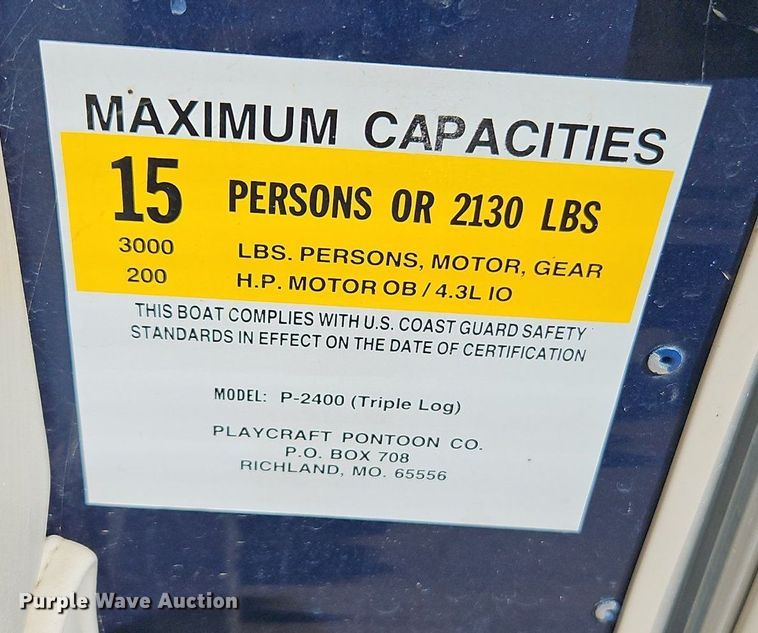 MAXIMUM CAPACITIES
15 PERSONS OR 2130 LBS
3000 LBS. PERSONS, MOTOR, GEAR
200 H.P. MOTOR OB / 4.3L IO
THIS BOAT COMPLIES WITH U.S. COAST GUARD SAFETY
STANDARDS IN EFFECT ON THE DATE OF CERTIFICATION
MODEL: P-2400 (Triple Log)
PLAYCRAFT PONTOON CO.
P.O. BOX 708
RICHLAND, MO. 65556
Purple Wave Auction